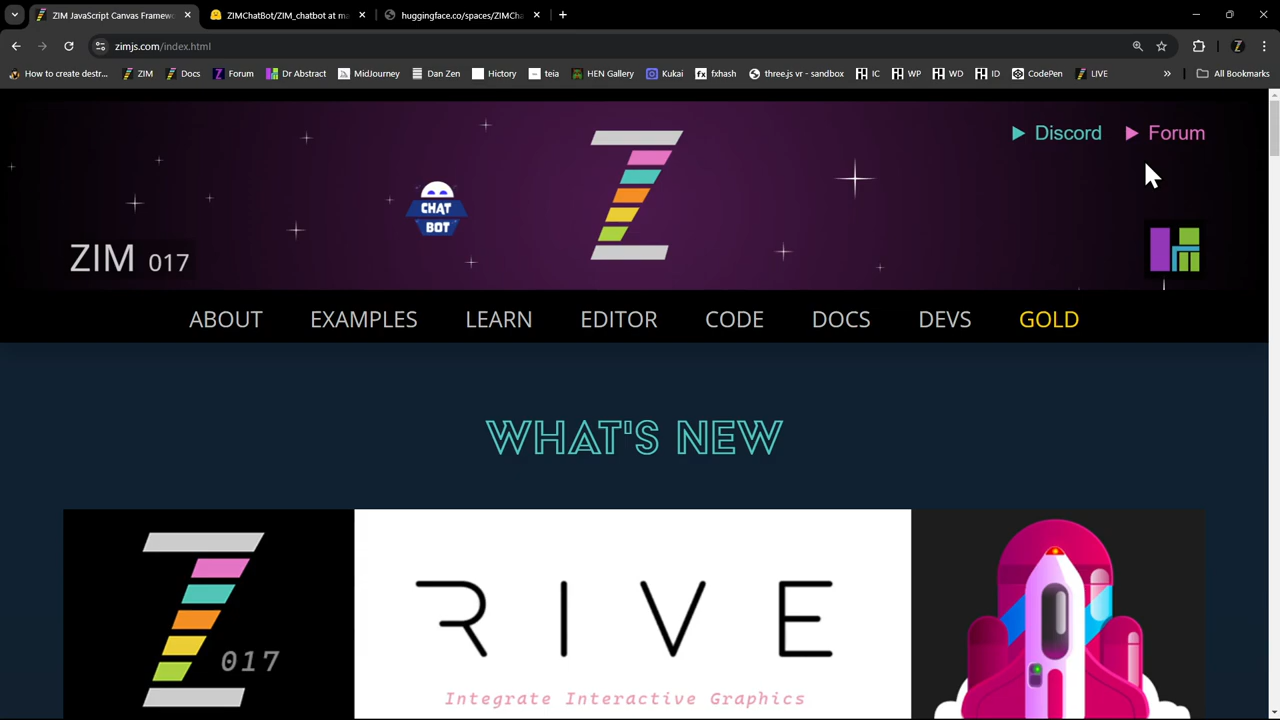 ZIM JavaScript Canvas Framewo
ZIMChatBot/ZIM_chatbot at ma
huggingface.co/spaces/ZIMCha
zimjs.com/index.html
How to create destr...
ZIM
Docs
Forum
Dr Abstract
MidJourney
Dan Zen
Hictory
teia
HEN Gallery
Kukai
fxhash
three.js vr - sandbox
IC
WP
WD
ID
CodePen
LIVE
»
All Bookmarks
Discord
Forum
CHAT
BOT
ZIM 017
ABOUT
EXAMPLES
LEARN
EDITOR
CODE
DOCS
DEVS
GOLD
WHAT'S NEW
017
RIVE
Integrate Interactive Graphics